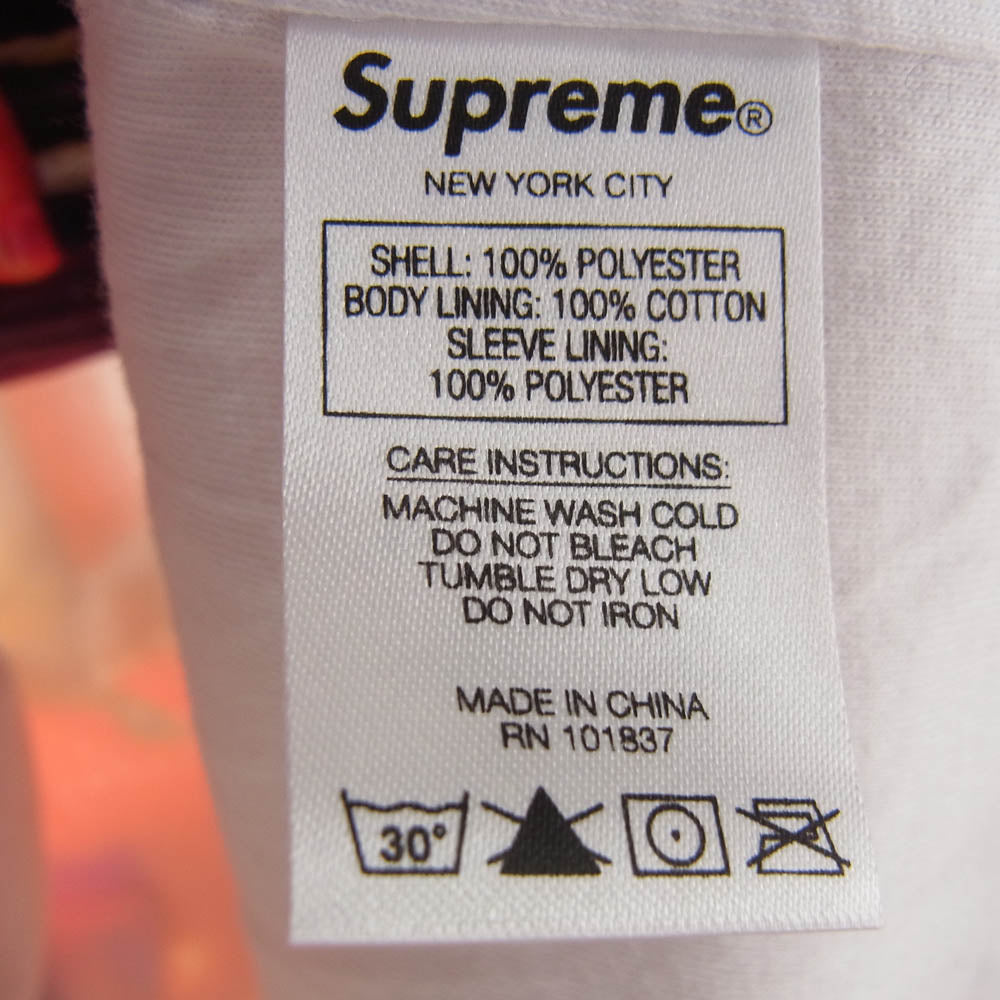 Supreme®
NEW YORK CITY
SHELL: 100% POLYESTER
BODY LINING: 100% COTTON
SLEEVE LINING:
100% POLYESTER
CARE INSTRUCTIONS:
MACHINE WASH COLD
DO NOT BLEACH
TUMBLE DRY LOW
DO NOT IRON
MADE IN CHINA
RN 101837
30°